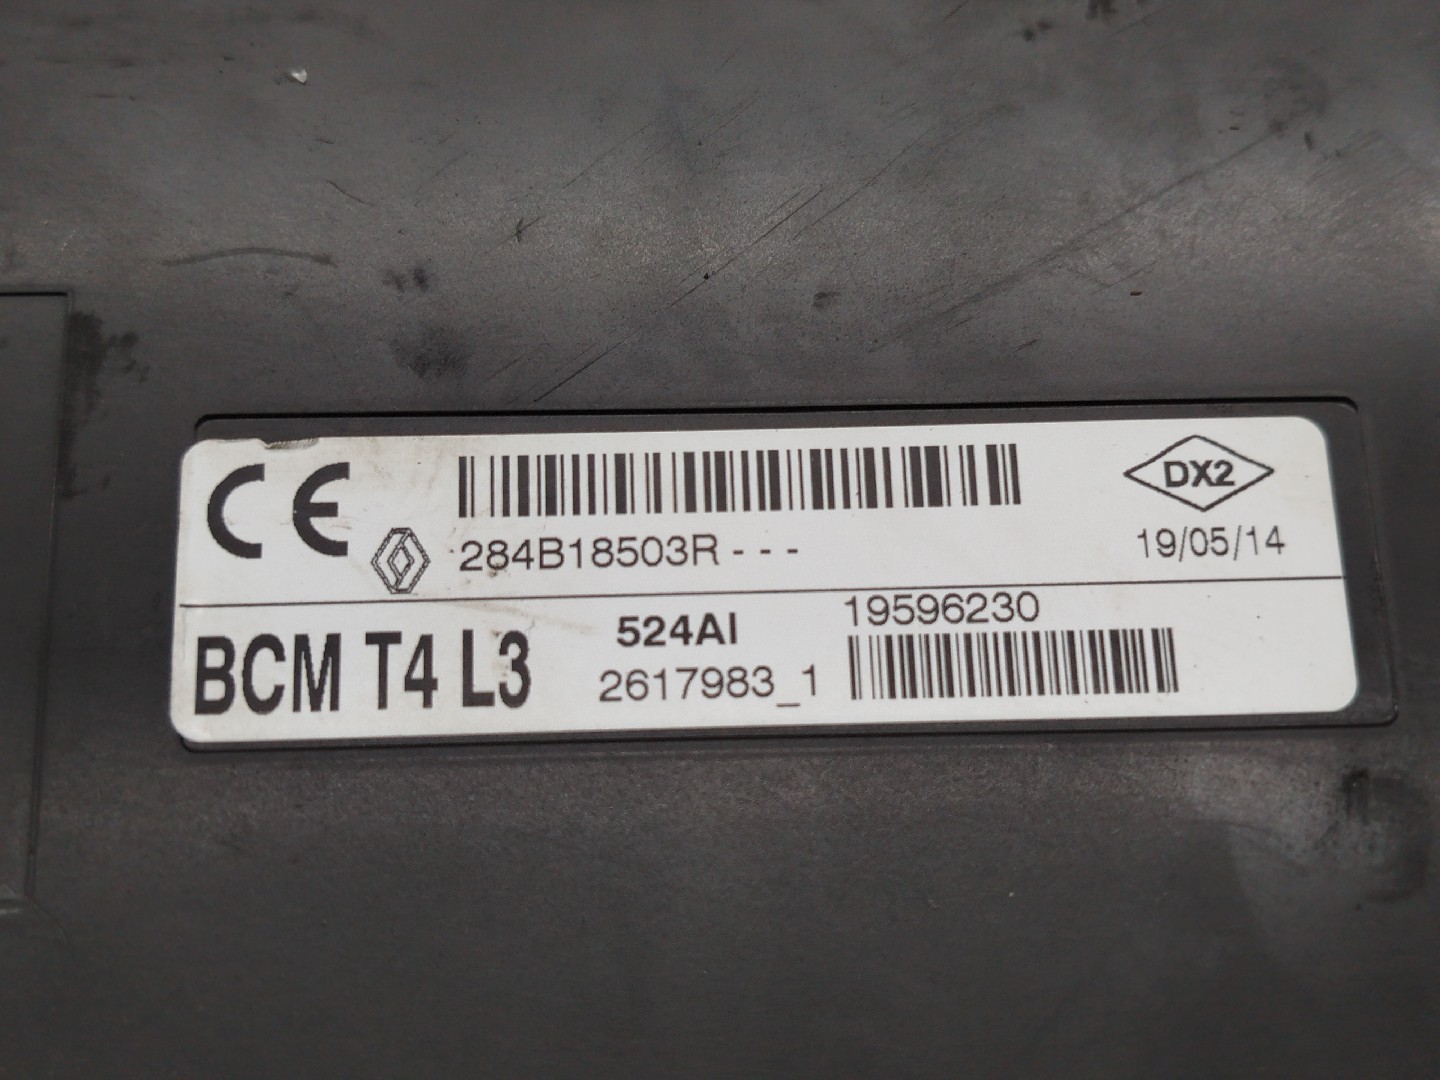 CE
DX2
284B18503R - - -
19/05/14
BCM T4 L3
524AI
19596230
2617983_1